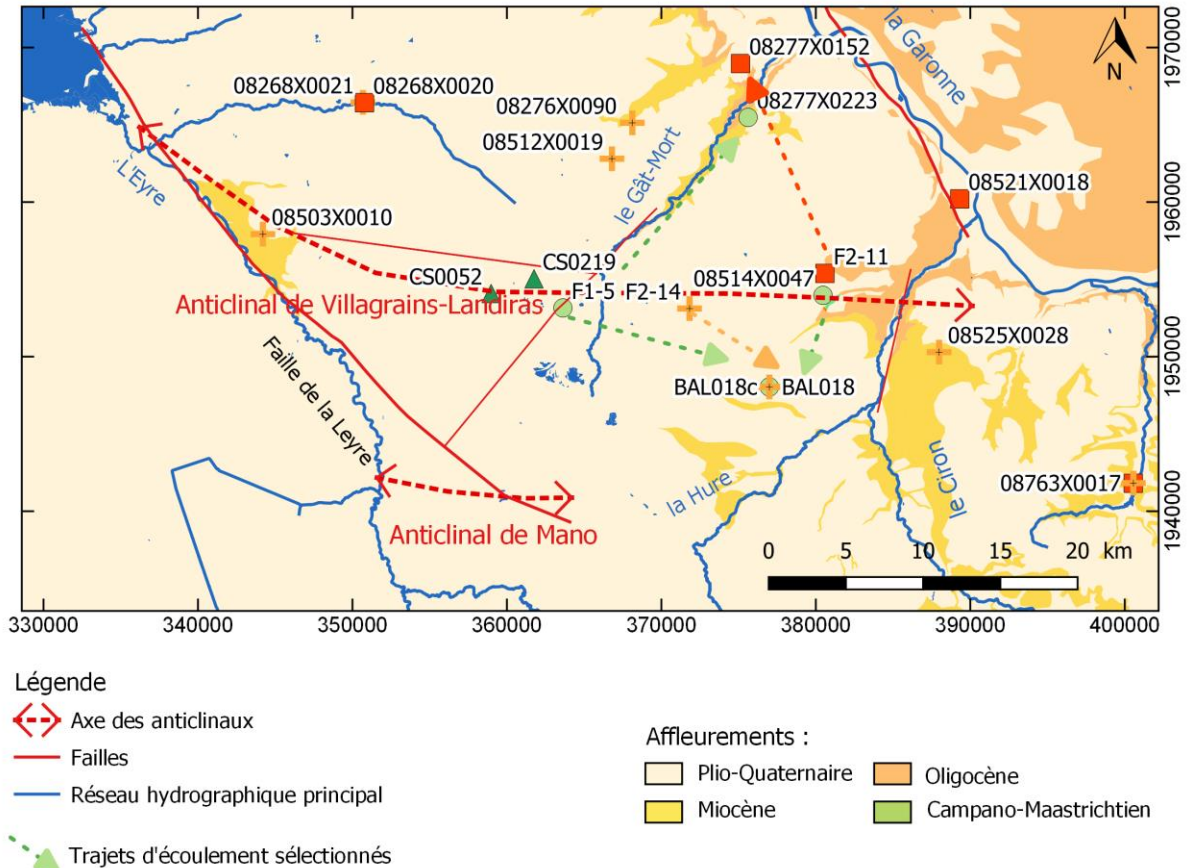 la Garonne
N
1970000
1960000
1950000
1940000
08277X0152
08268X0021 08268X0020
08276X0090
08277X0223
08512X0019
le Gât-Mort
L'Eyre
08521X0018
08503X0010
CS0219
F2-11
CS0052
F1-5 F2-14
08514X0047
Anticlinal de Villagrains-Landiras
08525X0028
Faille de la Leyre
BAL018c BAL018
la Hure
le Ciron
08763X0017
Anticlinal de Mano
0 5 10 15 20 km
330000 340000 350000 360000 370000 380000 390000 400000
Légende
Axe des anticlinaux
Failles
Réseau hydrographique principal
Trajets d'écoulement sélectionnés
Affleurements :
Plio-Quaternaire
Oligocène
Miocène
Campano-Maastrichtien